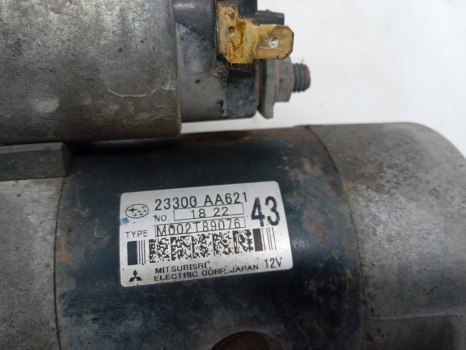 23300 AA621
NO. 18 22
43
TYPE M002T89076
MITSUBISHI
ELECTRIC CORP. JAPAN 12V